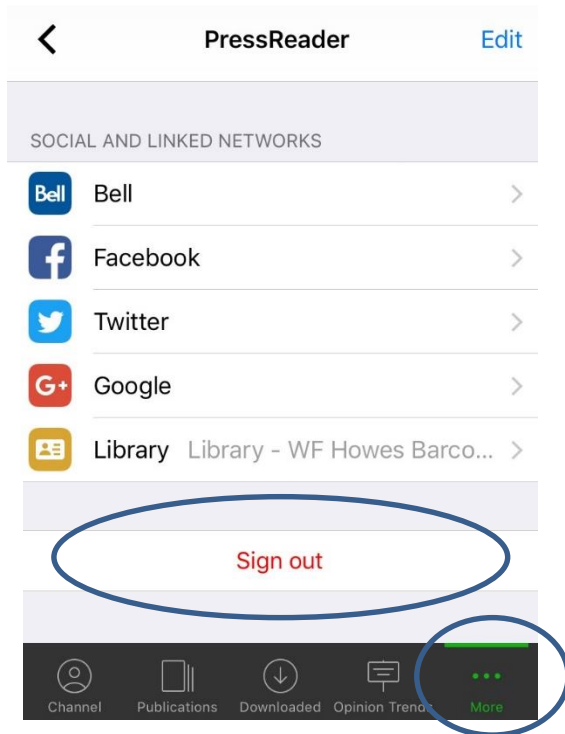 PressReader Edit
SOCIAL AND LINKED NETWORKS
Bell Bell
f Facebook
Twitter
G+ Google
Library Library - WF Howes Barco...
Sign out
Channel Publications Downloaded Opinion Trends More